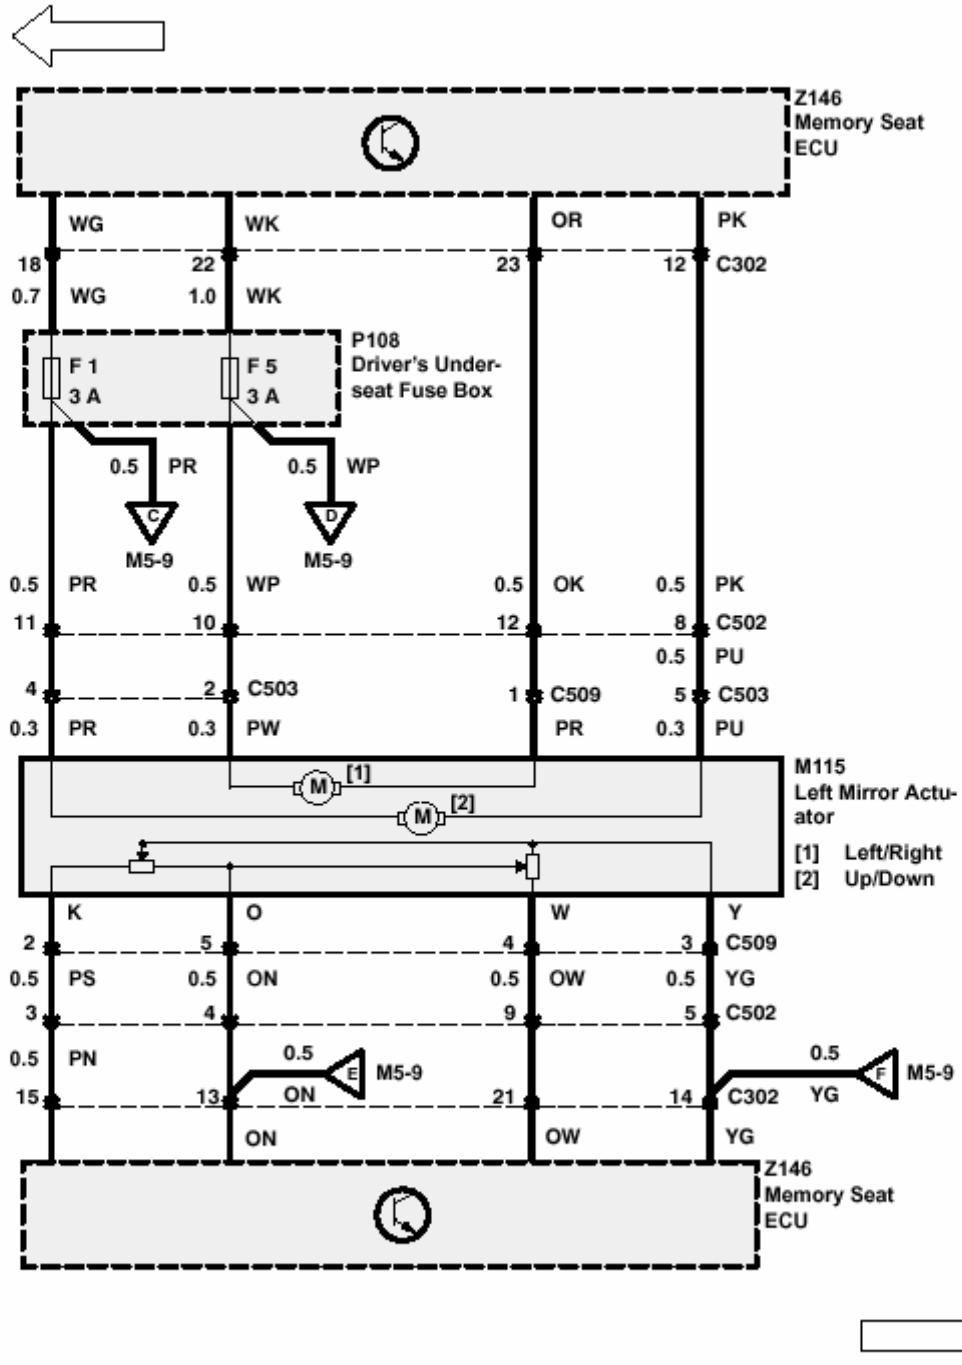 Z146
Memory Seat
ECU
WG WK OR PK
18 22 23 12 C302
0.7 WG 1.0 WK
P108
Driver's Under-
seat Fuse Box
F 1 F 5
3 A 3 A
0.5 PR 0.5 WP
C D
M5-9 M5-9
0.5 PR 0.5 WP 0.5 OK 0.5 PK
11 10 12 8 C502
0.5 PU
4 2 C503 1 C509 5 C503
0.3 PR 0.3 PW PR 0.3 PU
M115
Left Mirror Actu-
ator
[1] Left/Right
[2] Up/Down
M [1]
M [2]
K O W Y
2 5 4 3 C509
0.5 PS 0.5 ON 0.5 OW 0.5 YG
3 4 9 5 C502
0.5 PN 0.5 E M5-9 0.5 F M5-9
15 13 ON 21 14 C302 YG
ON OW YG
Z146
Memory Seat
ECU